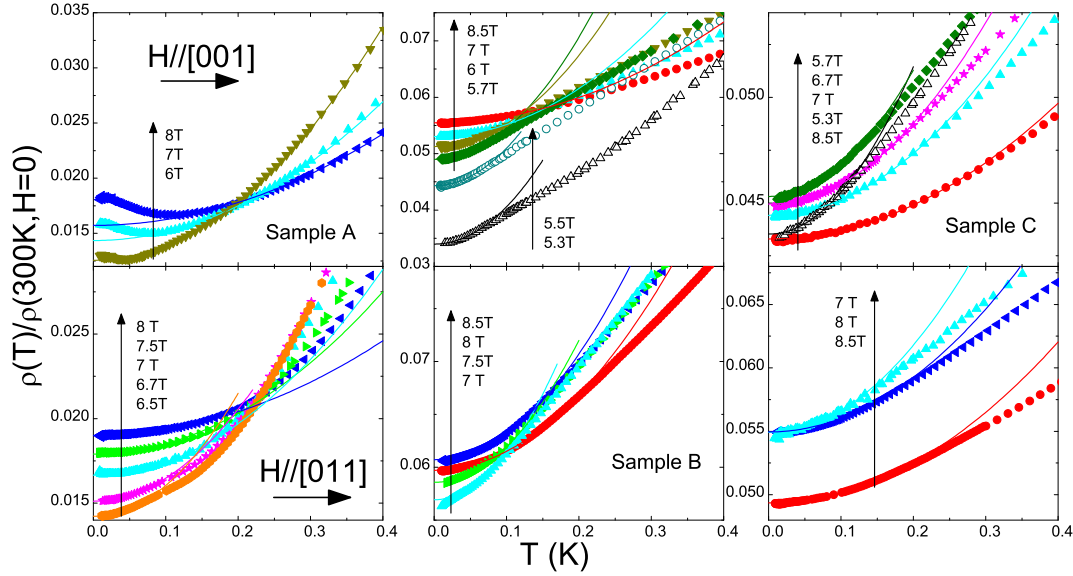 ρ(T)/ρ(300K,H=0)
0.035
0.030
0.025
0.020
0.015
H//[001]
8T
7T
6T
Sample A
0.07
0.06
0.05
0.04
0.03
8.5T
7 T
6 T
5.7T
5.5T
5.3T
0.050
0.045
5.7T
6.7T
7 T
5.3T
8.5T
Sample C
0.025
0.020
0.015
8 T
7.5T
7 T
6.7T
6.5T
H//[011]
0.0 0.1 0.2 0.3 0.4
0.07
0.06
8.5T
8 T
7.5T
7 T
Sample B
0.0 0.1 0.2 0.3 0.4
0.065
0.060
0.055
0.050
7 T
8 T
8.5T
0.0 0.1 0.2 0.3 0.4
T (K)